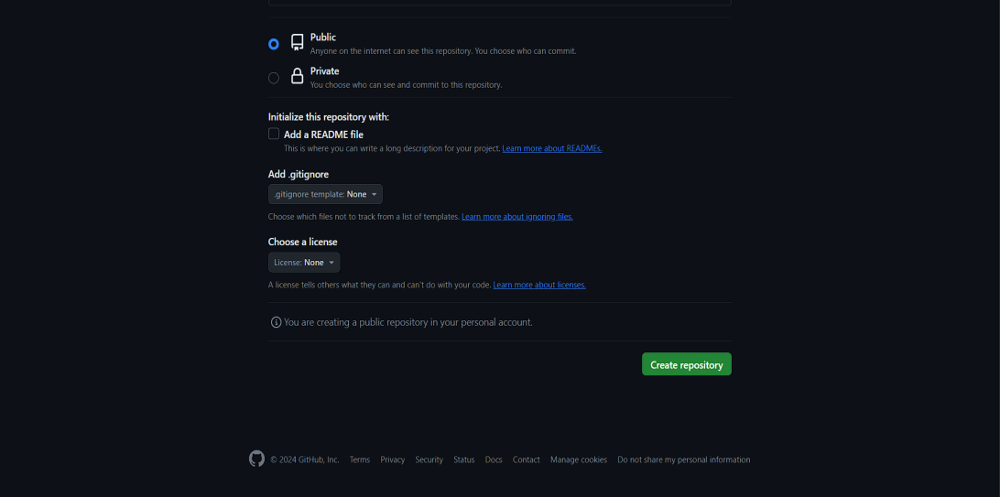 Public
Anyone on the internet can see this repository. You choose who can commit.
Private
You choose who can see and commit to this repository.
Initialize this repository with:
Add a README file
This is where you can write a long description for your project. Learn more about READMEs.
Add .gitignore
.gitignore template: None
Choose which files not to track from a list of templates. Learn more about ignoring files.
Choose a license
License: None
A license tells others what they can and can't do with your code. Learn more about licenses.
You are creating a public repository in your personal account.
Create repository
© 2024 GitHub, Inc. Terms Privacy Security Status Docs Contact Manage cookies Do not share my personal information